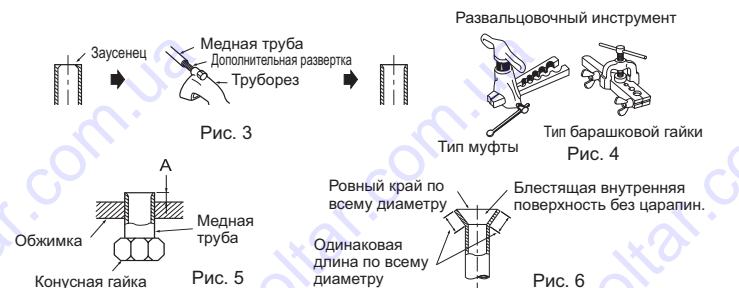 Заусенец
Медная труба
Дополнительная развертка
Труборез
Рис. 3
Развальцовочный инструмент
Тип муфты
Тип барашковой гайки
Рис. 4
A
Обжимка
Медная
труба
Конусная гайка
Рис. 5
Ровный край по
всему диаметру
Блестящая внутренняя
поверхность без царапин.
Одинаковая
длина по всему
диаметру
Рис. 6